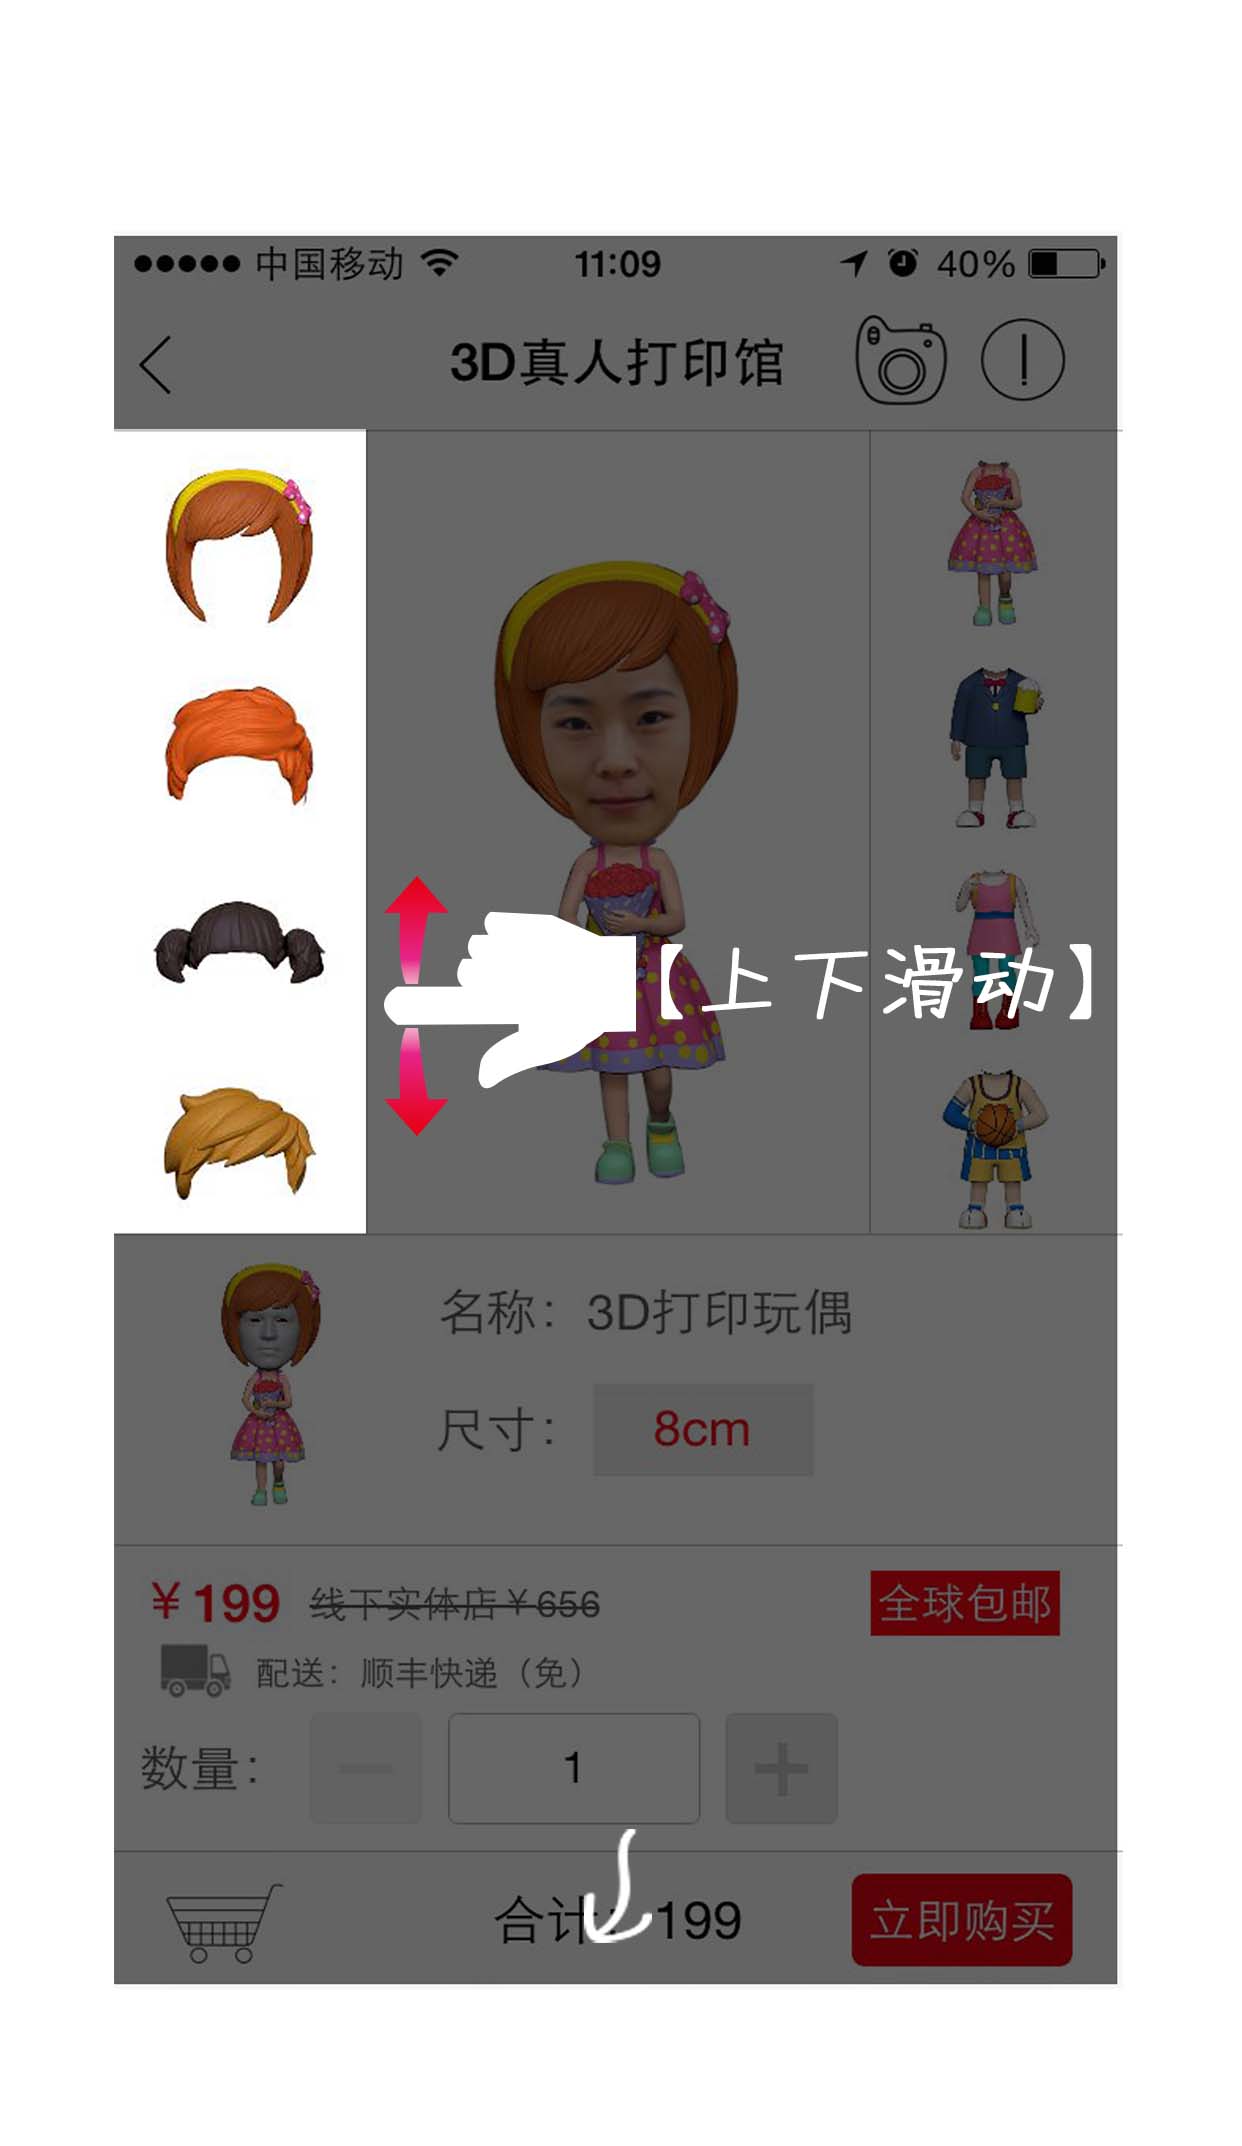 中国移动 11:09 40%
3D真人打印馆
【上下滑动】
名称：3D打印玩偶
尺寸： 8cm
￥199 线下实体店￥656 全球包邮
配送：顺丰快递（免）
数量： 1
合计 199 立即购买